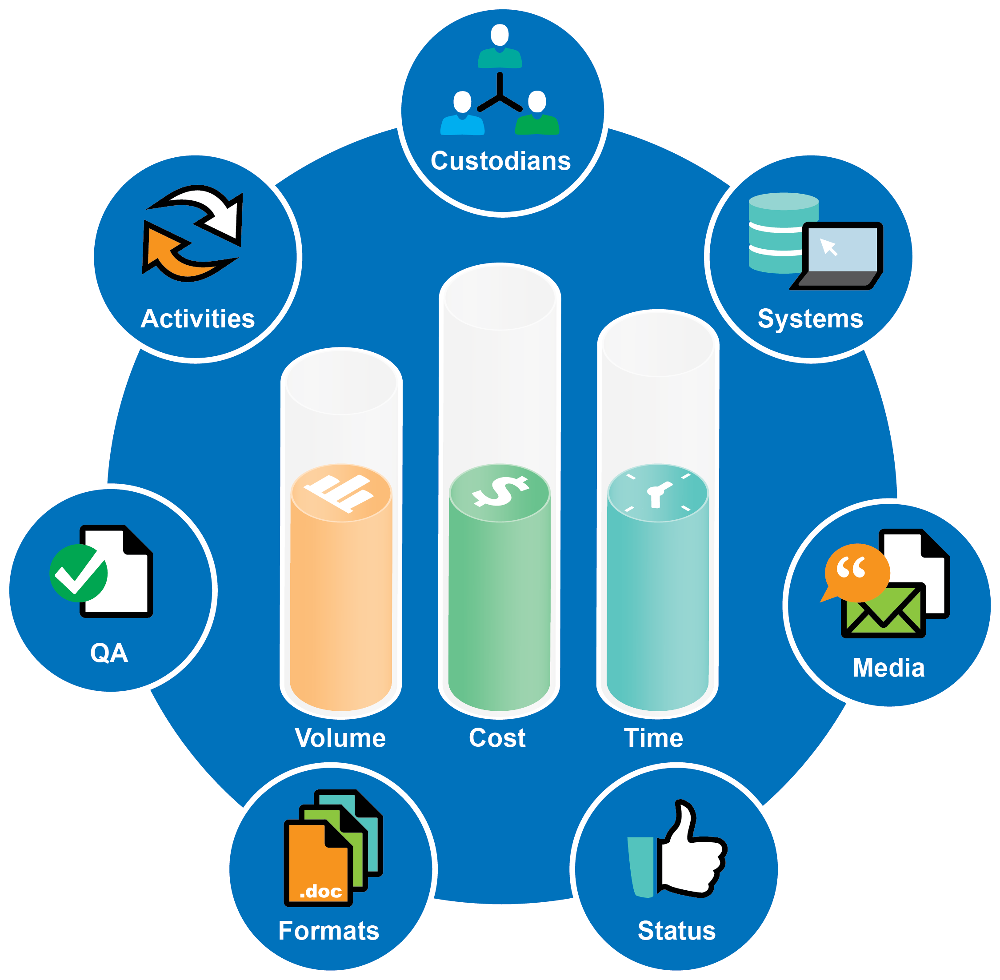 Custodians
Activities
Systems
QA
“
Media
$
Volume
Cost
Time
.doc
Formats
Status